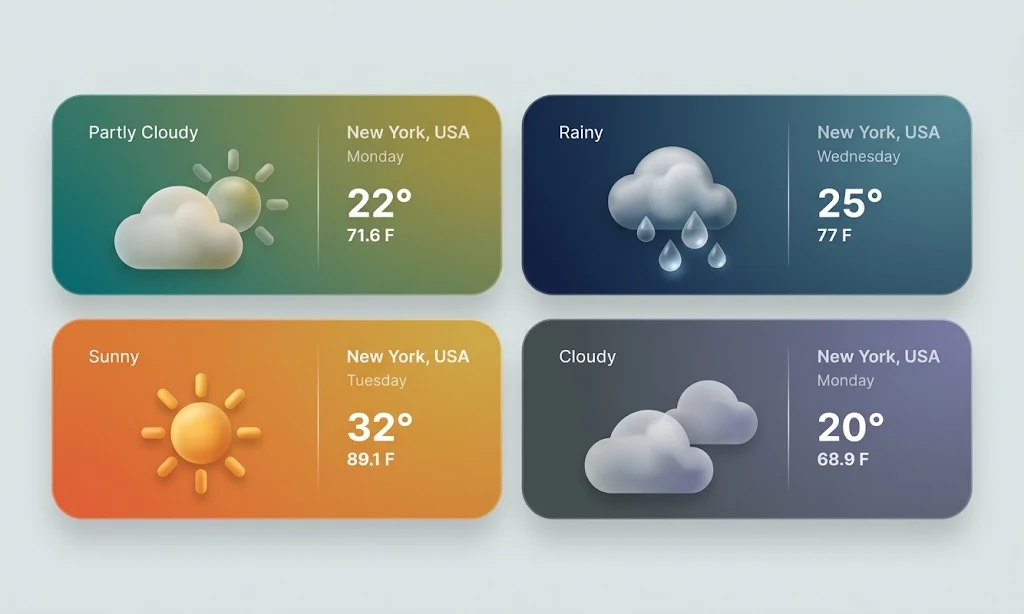 Partly Cloudy
New York, USA
Monday
22°
71.6 F
Rainy
New York, USA
Wednesday
25°
77 F
Sunny
New York, USA
Tuesday
32°
89.1 F
Cloudy
New York, USA
Monday
20°
68.9 F